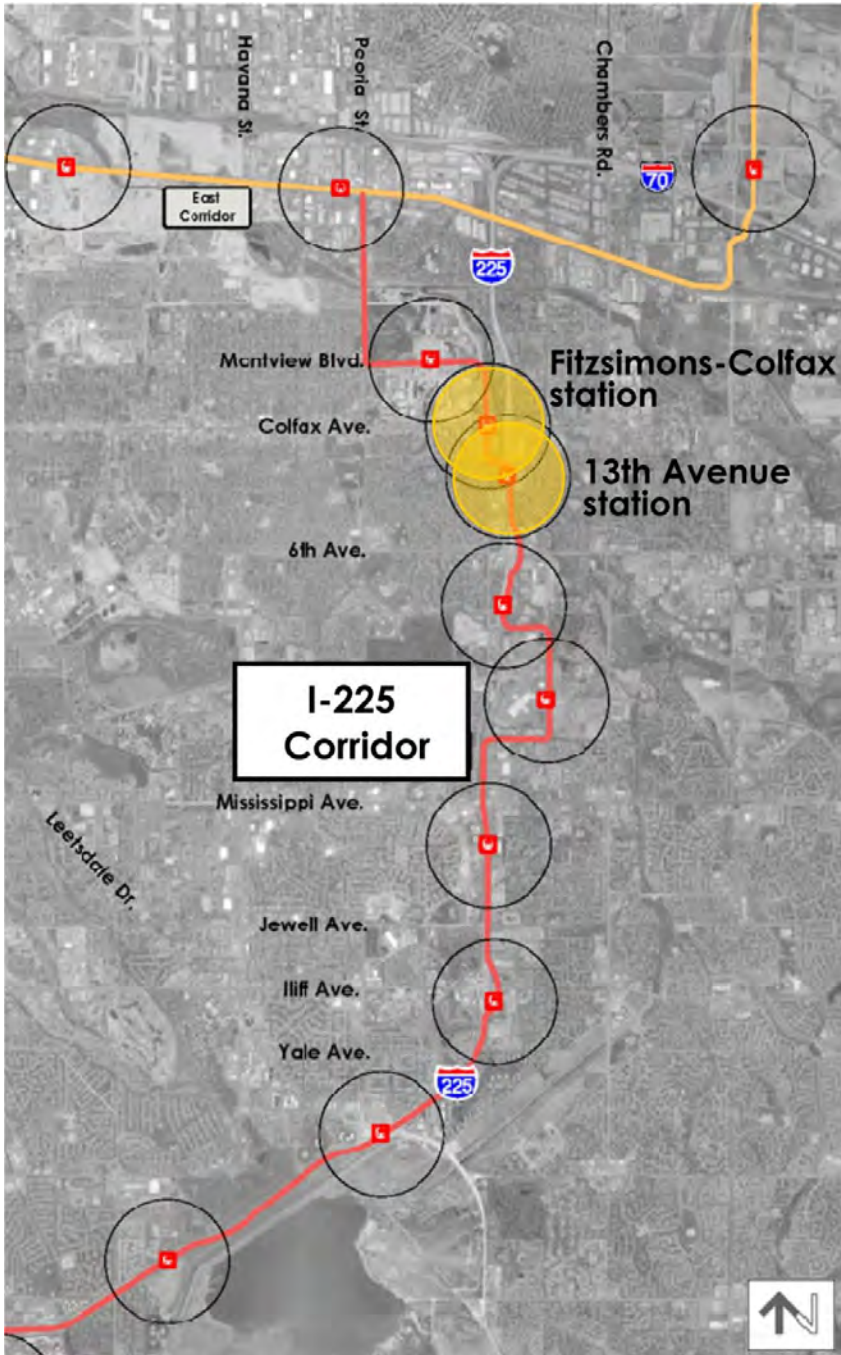 Havana St.
Peoria St.
Chambers Rd.
70
East
Corridor
225
Montview Blvd.
Fitzsimons-Colfax
station
Colfax Ave.
13th Avenue
station
6th Ave.
I-225
Corridor
Mississippi Ave.
Leetsdale Dr.
Jewell Ave.
Iliff Ave.
Yale Ave.
225
N